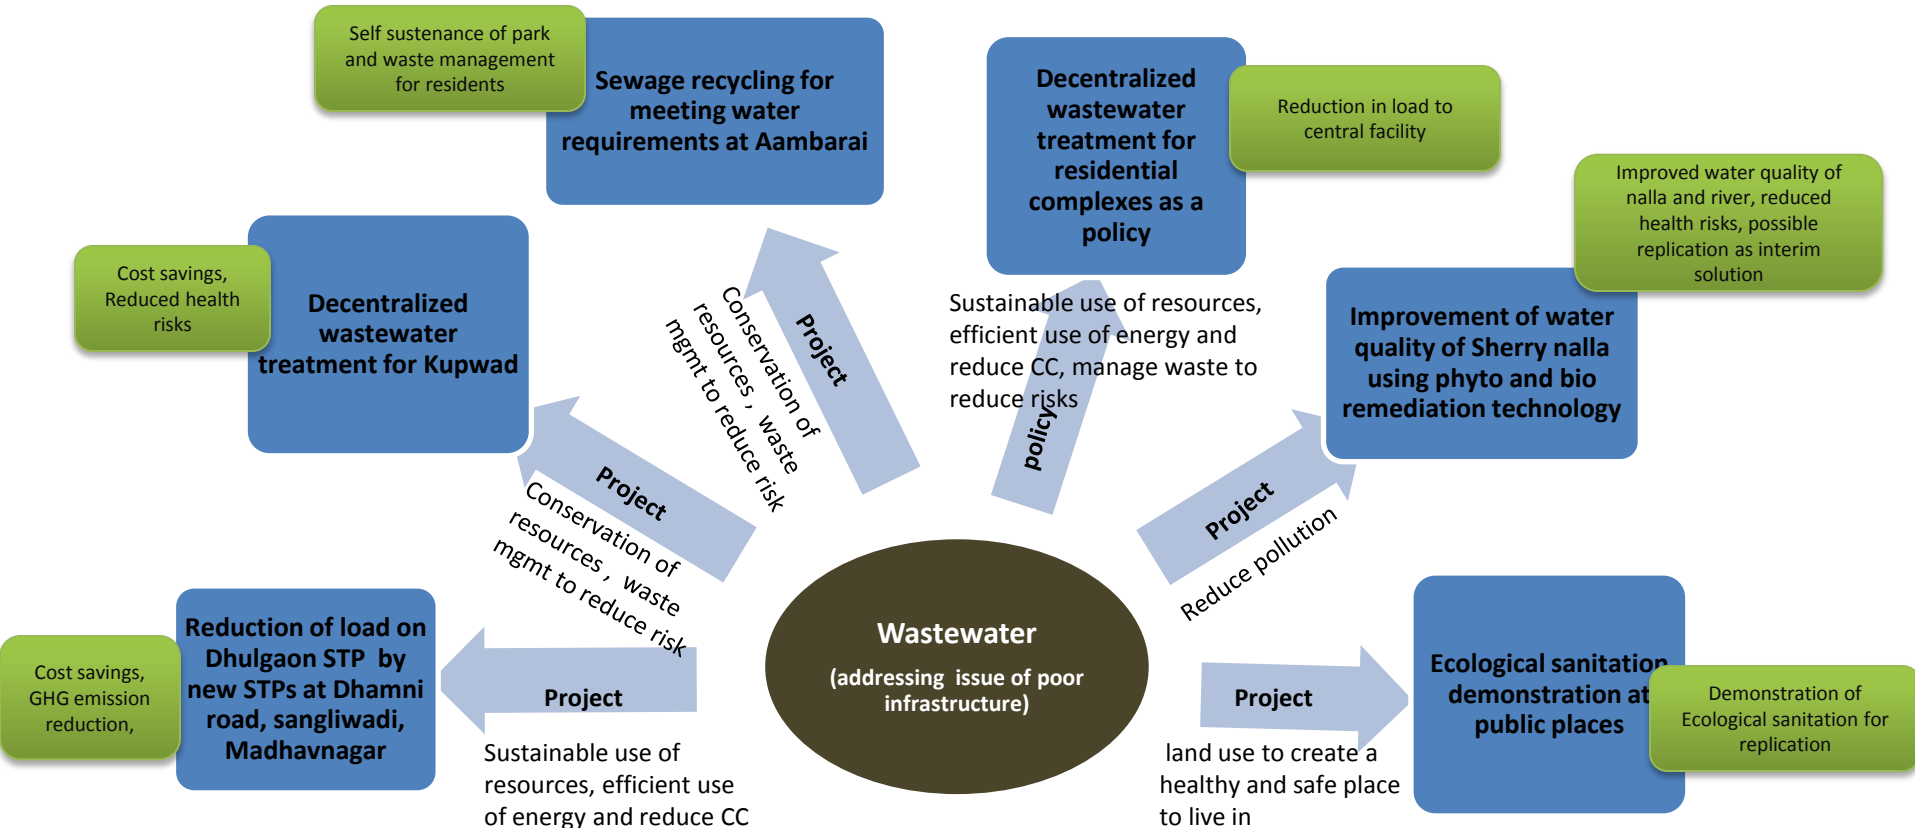 Self sustenance of park
and waste management
for residents
Sewage recycling for
meeting water
requirements at Aambarai
Decentralized
wastewater
treatment for
residential
complexes as a
policy
Reduction in load to
central facility
Improved water quality of
nalla and river, reduced
health risks, possible
replication as interim
solution
Cost savings,
Reduced health
risks
Decentralized
wastewater
treatment for Kupwad
Project
Conservation of
resources , waste
mgmt to reduce risk
Sustainable use of resources,
efficient use of energy and
reduce CC, manage waste to
reduce risks
policy
Improvement of water
quality of Sherry nalla
using phyto and bio
remediation technology
Project
Conservation of
resources , waste
mgmt to reduce risk
Project
Reduce pollution
Cost savings,
GHG emission
reduction,
Reduction of load on
Dhulgaon STP by
new STPs at Dhamni
road, sangliwadi,
Madhavnagar
Project
Sustainable use of
resources, efficient use
of energy and reduce CC
Wastewater
(addressing issue of poor
infrastructure)
Project
land use to create a
healthy and safe place
to live in
Ecological sanitation
demonstration at
public places
Demonstration of
Ecological sanitation for
replication